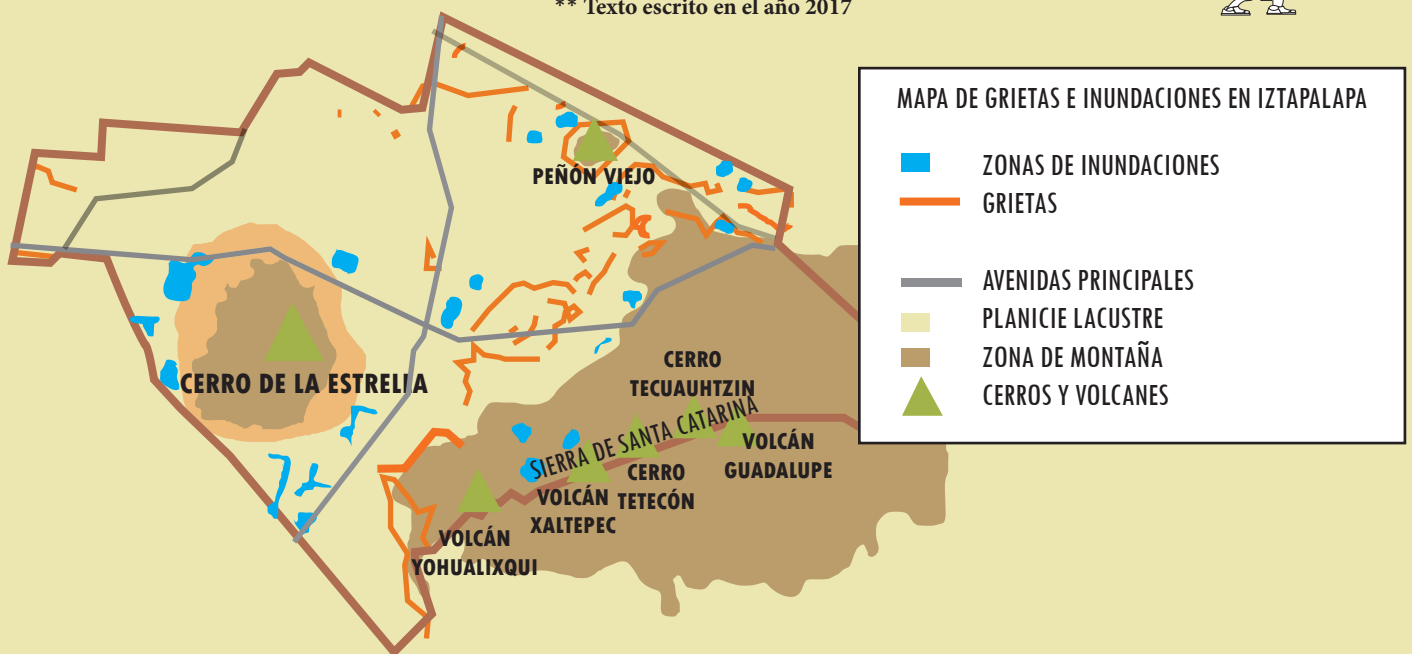 ** Texto escrito en el año 2017
MAPA DE GRIETAS E INUNDACIONES EN IZTAPALAPA
ZONAS DE INUNDACIONES
GRIETAS
AVENIDAS PRINCIPALES
PLANICIE LACUSTRE
ZONA DE MONTAÑA
CERROS Y VOLCANES
PEÑÓN VIEJO
CERRO DE LA ESTRELLA
CERRO
TECUAUHTZIN
SIERRA DE SANTA CATARINA
VOLCÁN
GUADALUPE
CERRO
TETECÓN
VOLCÁN
XALTEPEC
VOLCÁN
YOHUALIXQUI